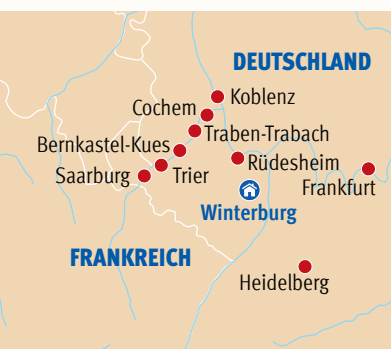 DEUTSCHLAND
Koblenz
Cochem
Traben-Trabach
Bernkastel-Kues
Rüdesheim
Saarburg
Trier
Frankfurt
Winterburg
FRANKREICH
Heidelberg